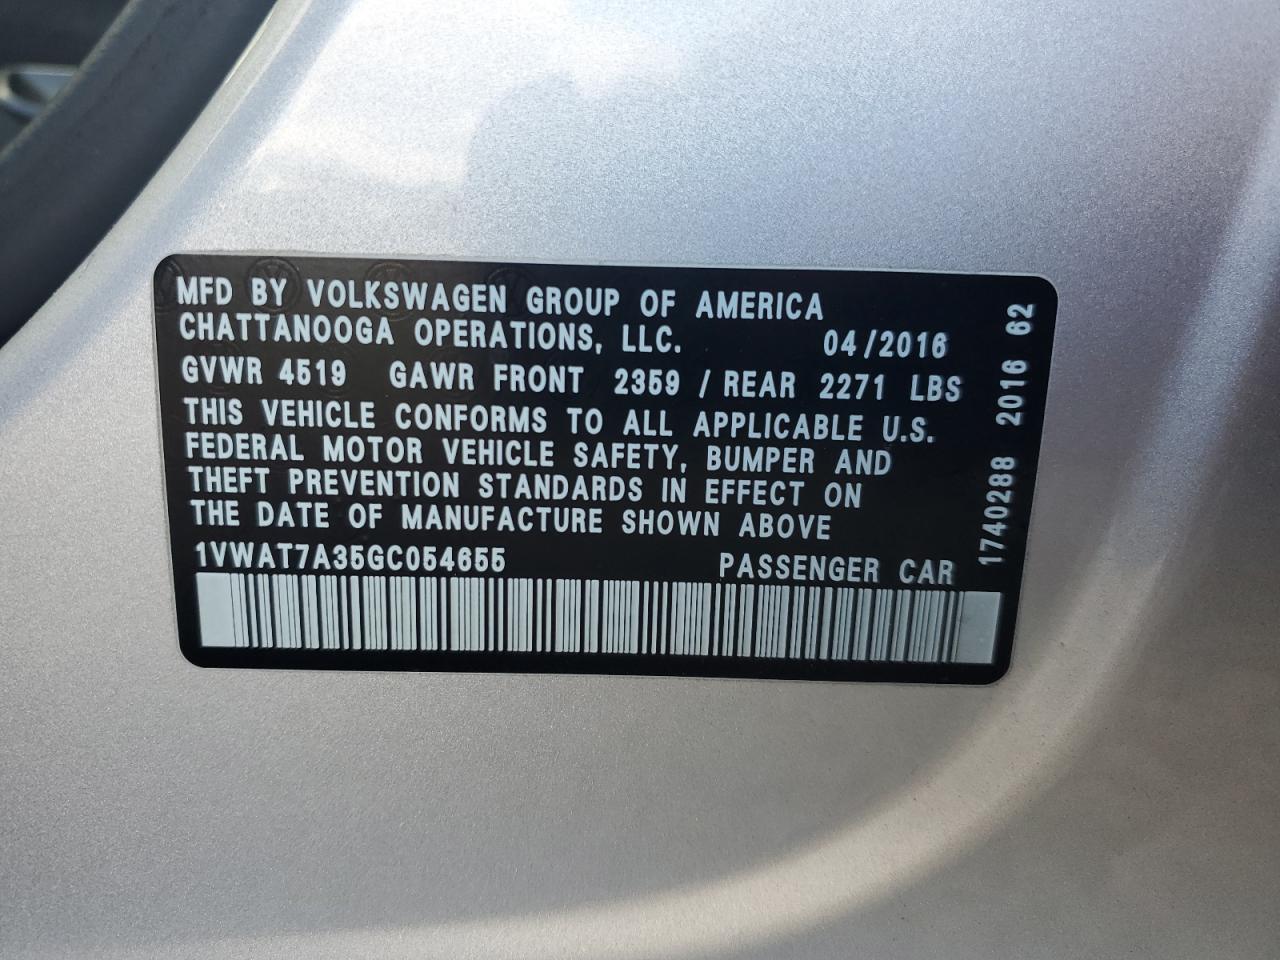 MFD BY VOLKSWAGEN GROUP OF AMERICA
CHATTANOOGA OPERATIONS, LLC. 04/2016
GVWR 4519 GAWR FRONT 2359 / REAR 2271 LBS
THIS VEHICLE CONFORMS TO ALL APPLICABLE U.S.
FEDERAL MOTOR VEHICLE SAFETY, BUMPER AND
THEFT PREVENTION STANDARDS IN EFFECT ON
THE DATE OF MANUFACTURE SHOWN ABOVE
1VWAT7A35GC054655 PASSENGER CAR
1740288 2016 62